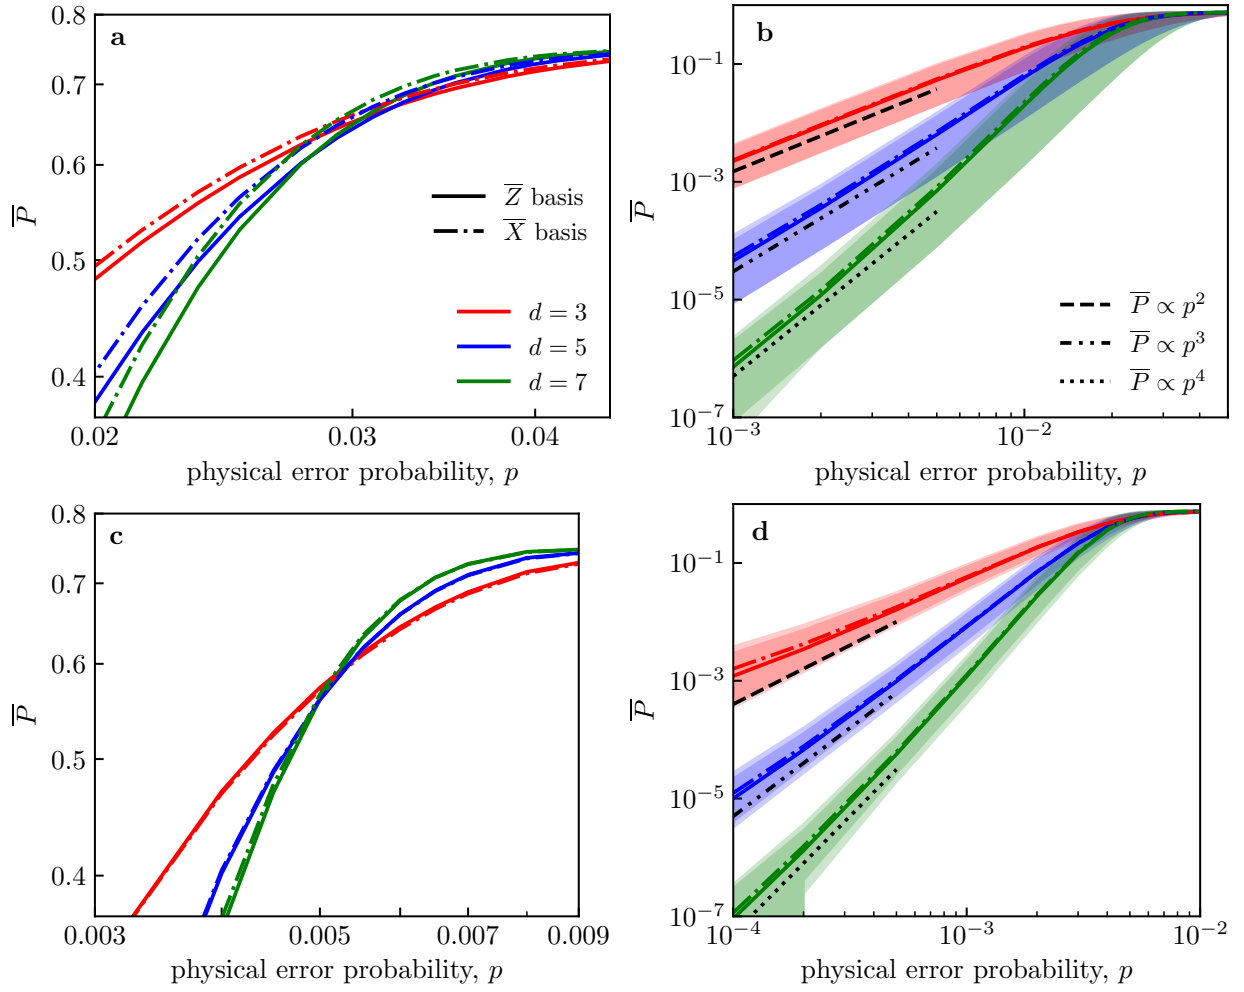 a
0.8
0.7
0.6
0.5
0.4
P̅
Z̅ basis
X̅ basis
d = 3
d = 5
d = 7
0.02
0.03
0.04
physical error probability, p
b
10⁻¹
10⁻³
10⁻⁵
10⁻⁷
P̅
P̅ ∝ p²
P̅ ∝ p³
P̅ ∝ p⁴
10⁻³
10⁻²
physical error probability, p
c
0.8
0.7
0.6
0.5
0.4
P̅
0.003
0.005
0.007
0.009
physical error probability, p
d
10⁻¹
10⁻³
10⁻⁵
10⁻⁷
P̅
10⁻⁴
10⁻³
10⁻²
physical error probability, p